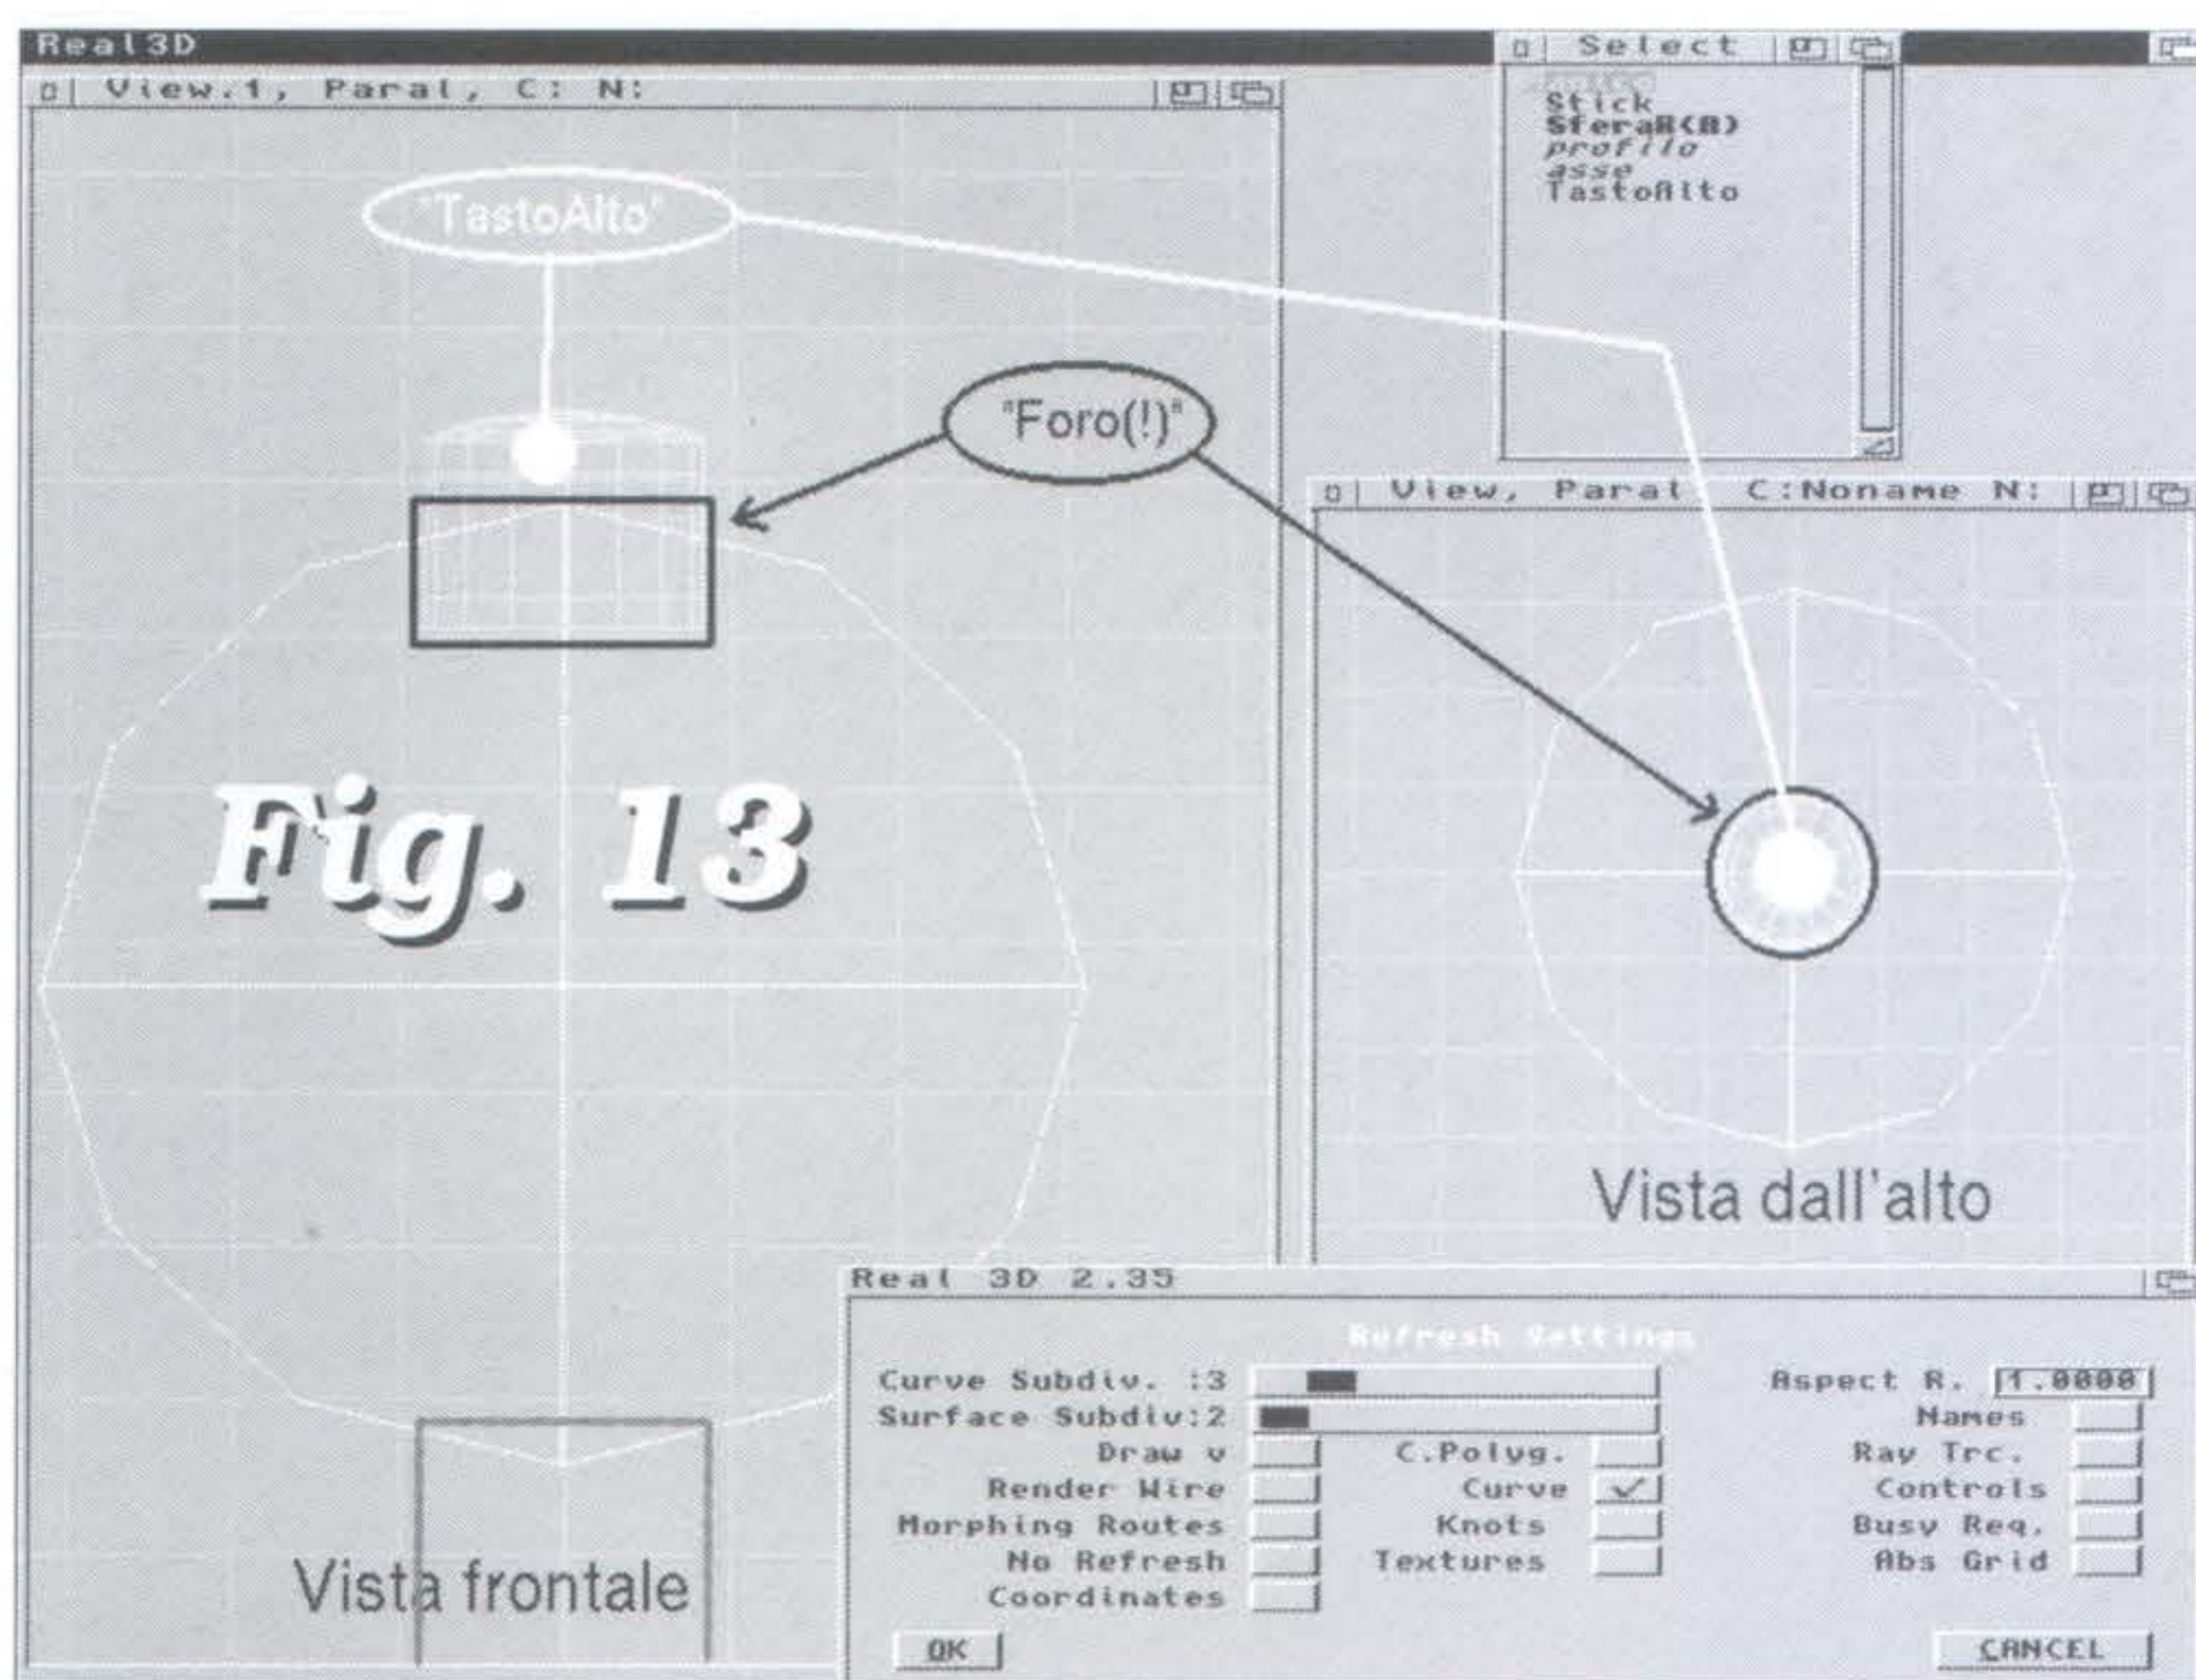 Real3D
Select
View.1, Paral, C: N:
Stick
SferaR(A)
profilo
asse
TastoAlto
"TastoAlto"
"Foro(!)"
View, Paral C:Noname N:
Fig. 13
Vista dall'alto
Vista frontale
Real 3D 2.35
Refresh Settings
Curve Subdiv. :3
Aspect R. 1.0000
Surface Subdiv:2
Names
Draw v
C.Polyg.
Ray Trc.
Render Wire
Curve
Controls
Morphing Routes
Knots
Busy Req.
No Refresh
Textures
Abs Grid
Coordinates
OK
CANCEL